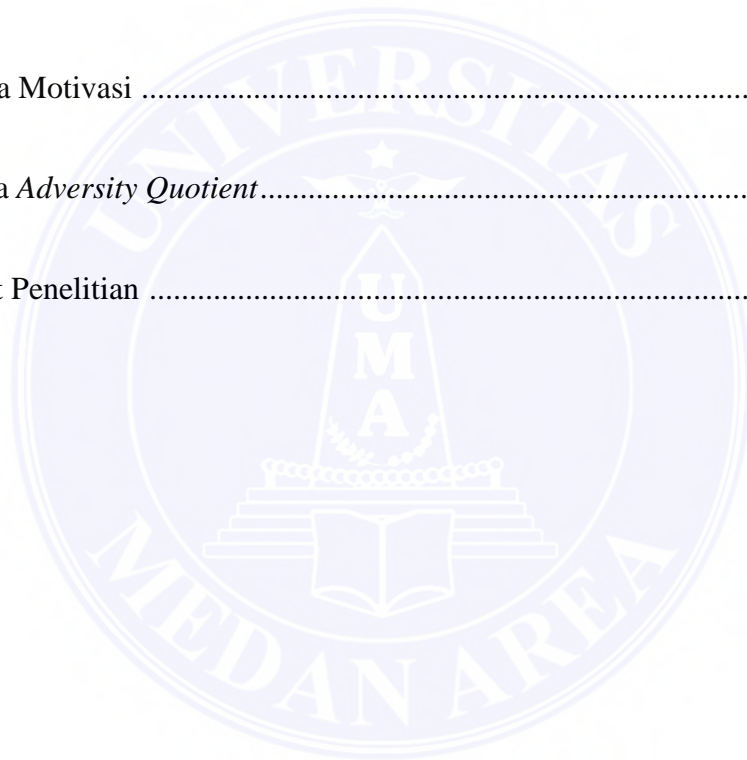 a Motivasi ..........................................................................
a Adversity Quotient............................................................
t Penelitian .........................................................................
UNIVERSITAS
U
M
A
MEDAN AREA